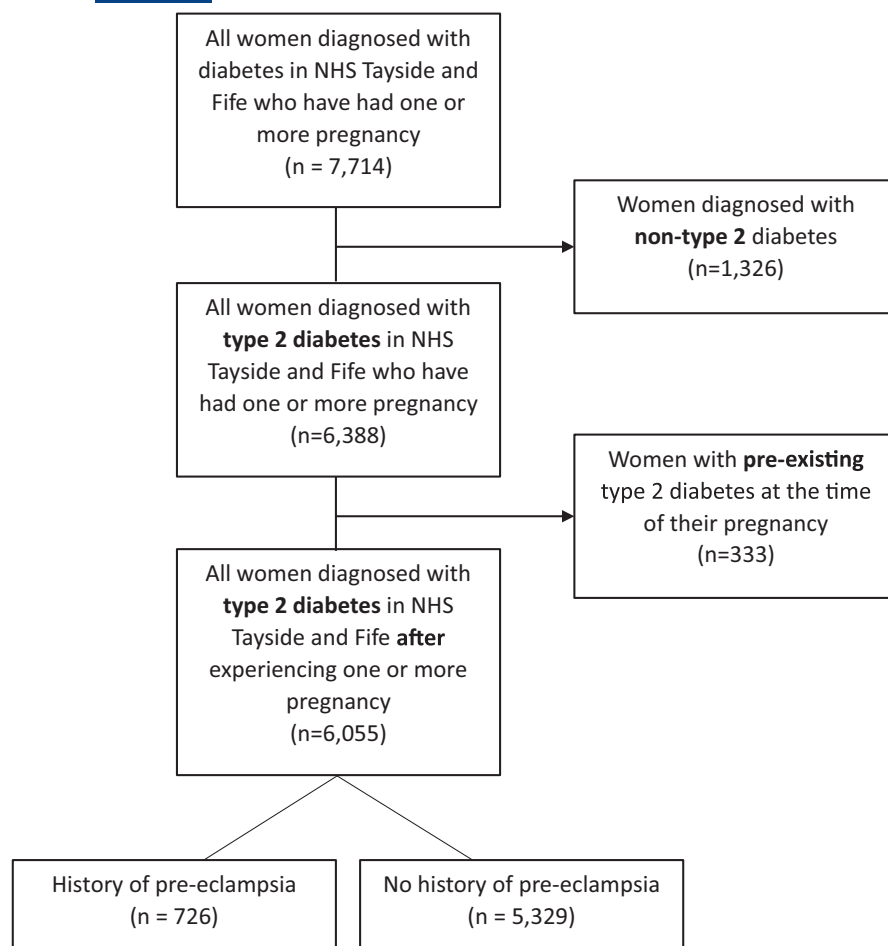 All women diagnosed with
diabetes in NHS Tayside and
Fife who have had one or
more pregnancy
(n = 7,714)
Women diagnosed with
non-type 2 diabetes
(n=1,326)
All women diagnosed with
type 2 diabetes in NHS
Tayside and Fife who have
had one or more pregnancy
(n=6,388)
Women with pre-existing
type 2 diabetes at the time
of their pregnancy
(n=333)
All women diagnosed with
type 2 diabetes in NHS
Tayside and Fife after
experiencing one or more
pregnancy
(n=6,055)
History of pre-eclampsia
(n = 726)
No history of pre-eclampsia
(n = 5,329)